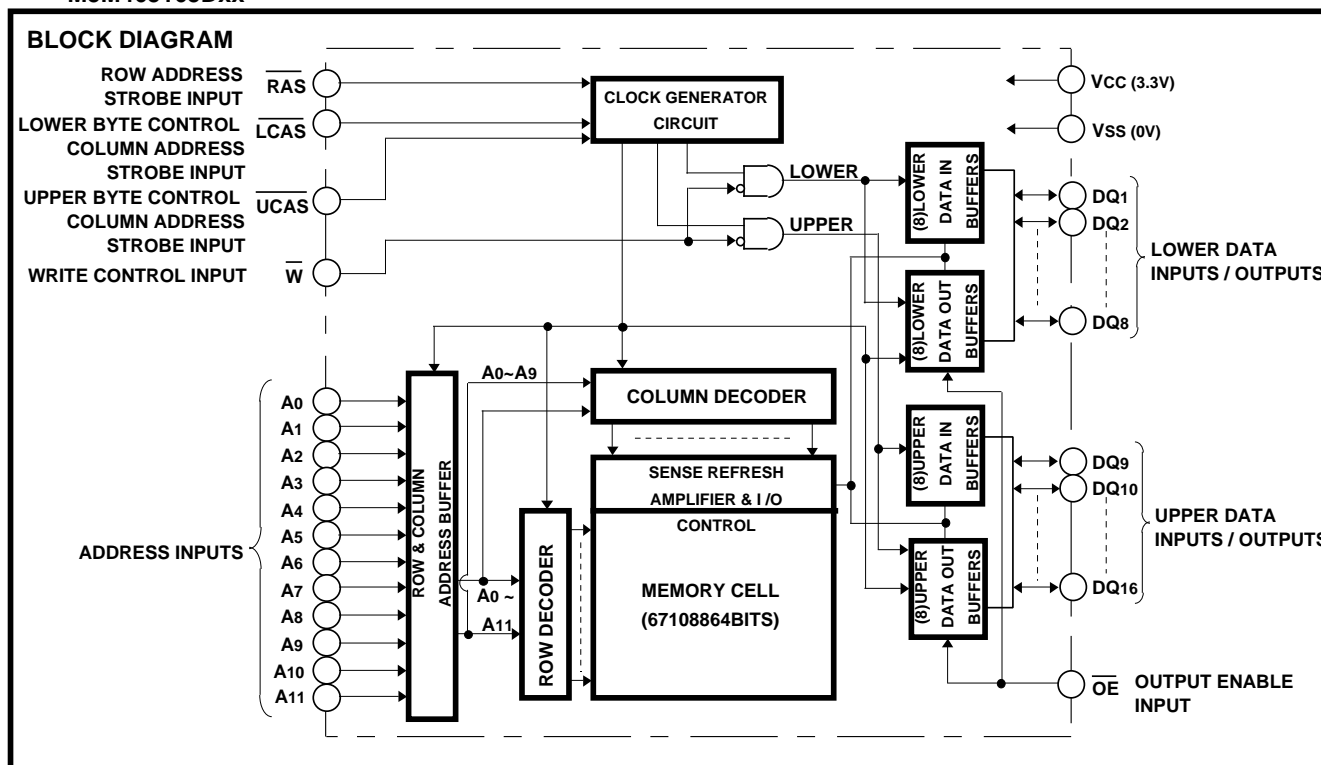 BLOCK DIAGRAM
ROW ADDRESS
STROBE INPUT
RAS
LOWER BYTE CONTROL
COLUMN ADDRESS
STROBE INPUT
LCAS
UPPER BYTE CONTROL
COLUMN ADDRESS
STROBE INPUT
UCAS
WRITE CONTROL INPUT
W
CLOCK GENERATOR
CIRCUIT
LOWER
UPPER
VCC (3.3V)
VSS (0V)
(8)LOWER
DATA IN
BUFFERS
(8)LOWER
DATA OUT
BUFFERS
DQ1
DQ2
DQ8
LOWER DATA
INPUTS / OUTPUTS
ADDRESS INPUTS
A0
A1
A2
A3
A4
A5
A6
A7
A8
A9
A10
A11
ROW & COLUMN
ADDRESS BUFFER
A0~A9
COLUMN DECODER
A0 ~
A11
ROW DECODER
SENSE REFRESH
AMPLIFIER & I /O
CONTROL
MEMORY CELL
(67108864BITS)
(8)UPPER
DATA IN
BUFFERS
(8)UPPER
DATA OUT
BUFFERS
DQ9
DQ10
DQ16
UPPER DATA
INPUTS / OUTPUTS
OE
OUTPUT ENABLE
INPUT